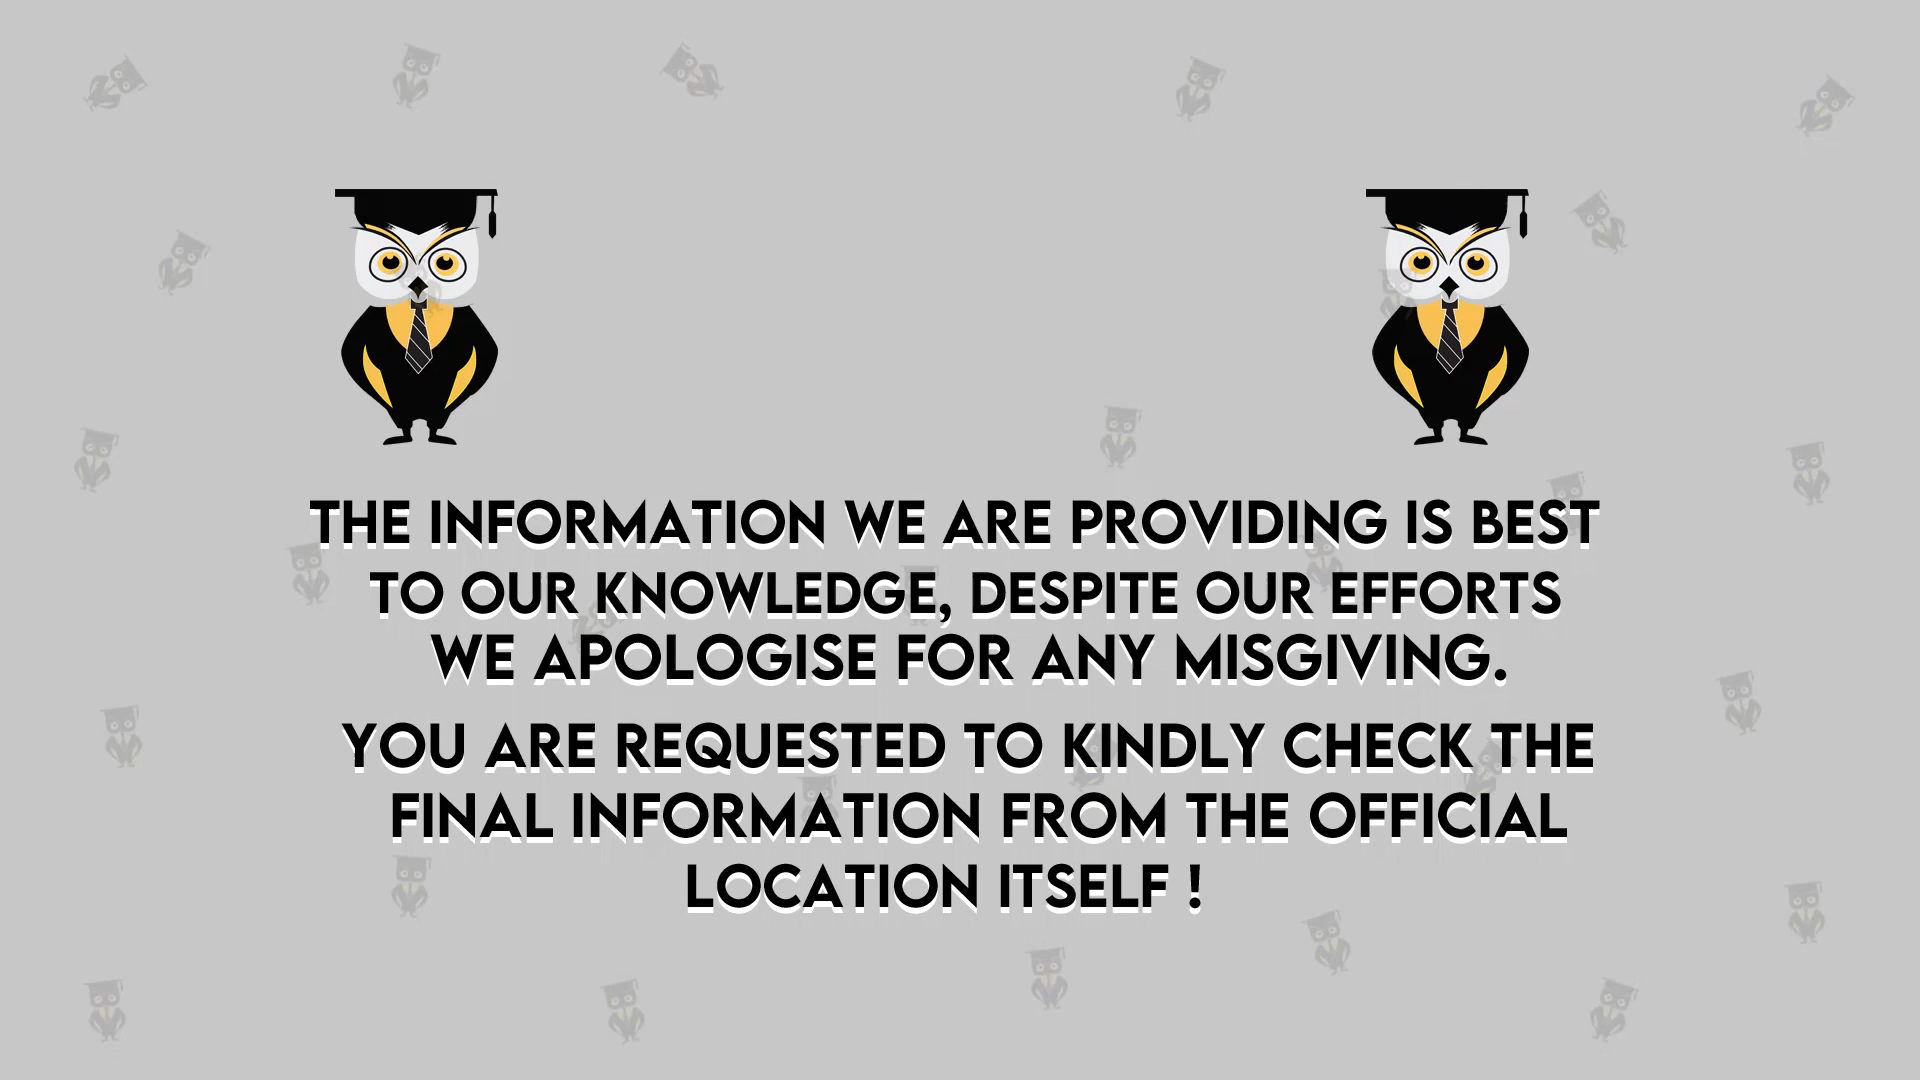 THE INFORMATION WE ARE PROVIDING IS BEST
TO OUR KNOWLEDGE, DESPITE OUR EFFORTS
WE APOLOGISE FOR ANY MISGIVING.
YOU ARE REQUESTED TO KINDLY CHECK THE
FINAL INFORMATION FROM THE OFFICIAL
LOCATION ITSELF !